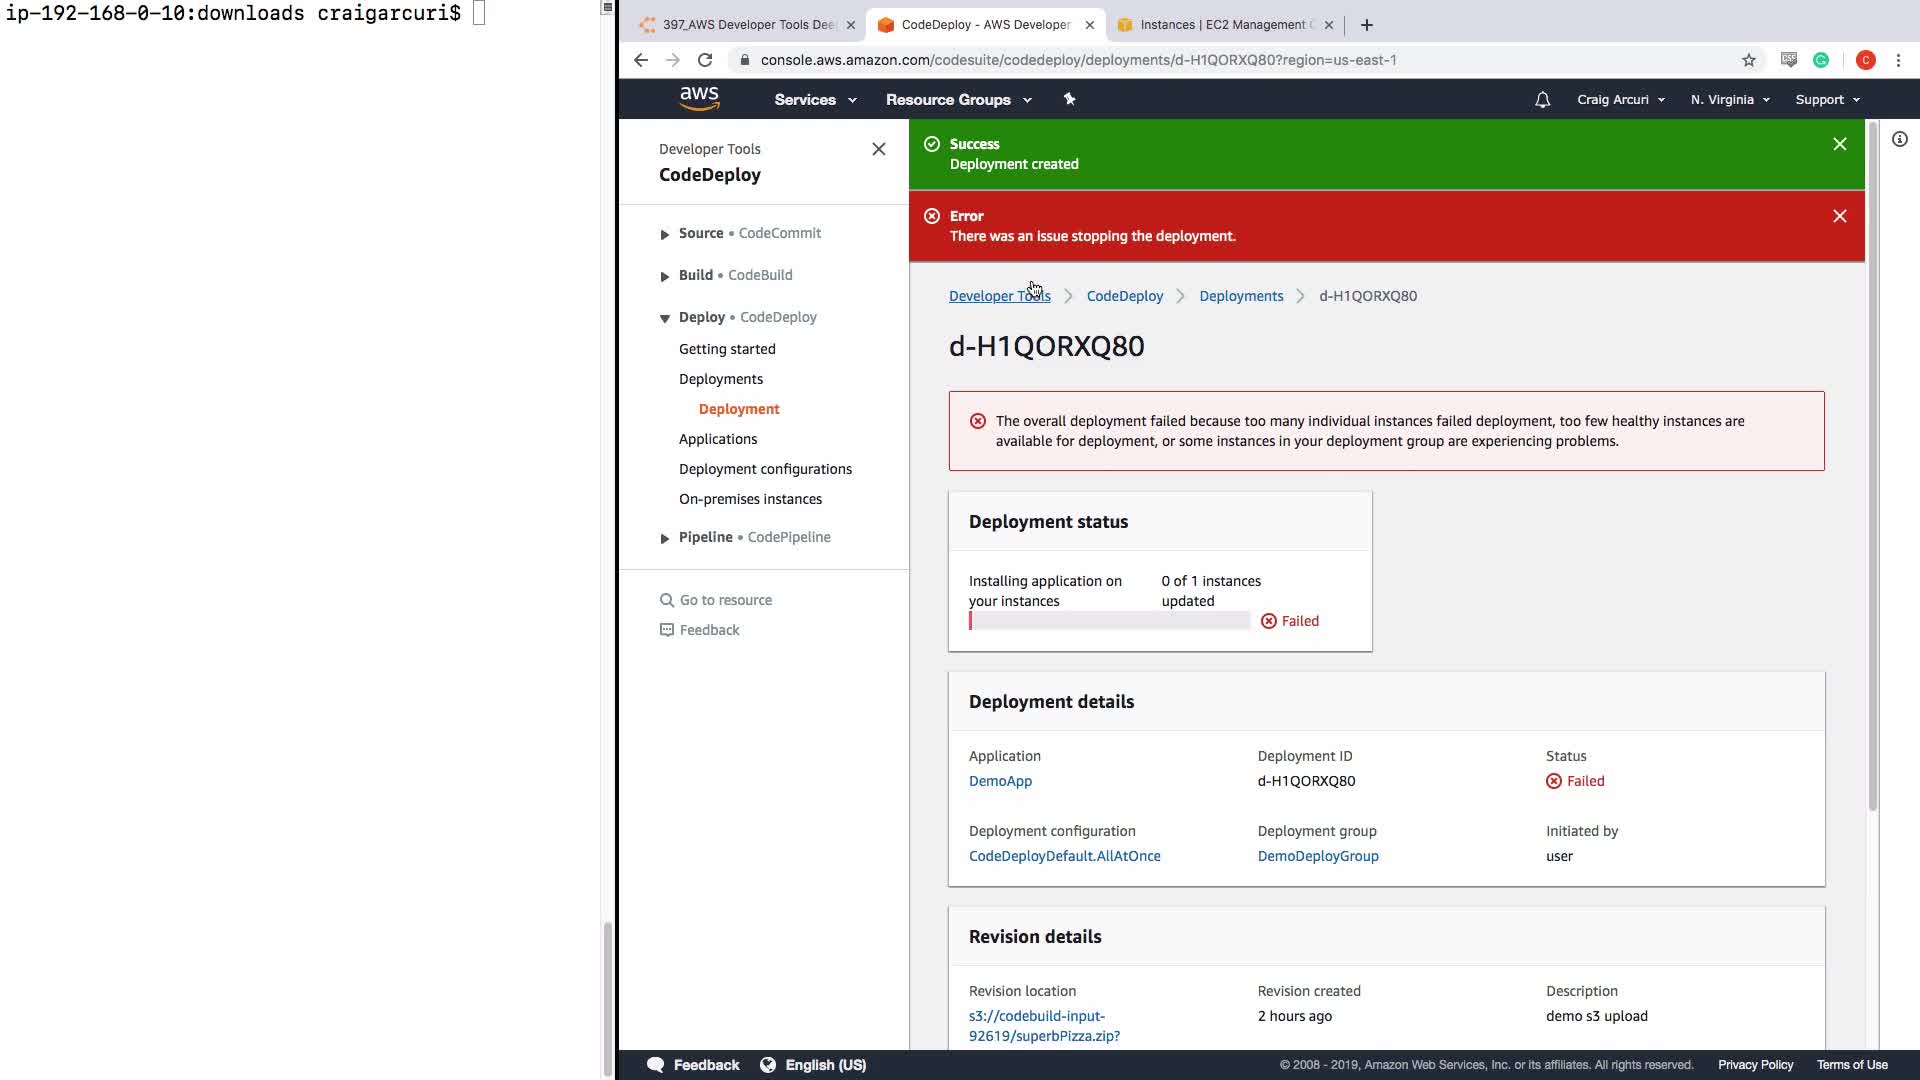 ip-192-168-0-10:downloads craigarcuri$
397_AWS Developer Tools Dee
CodeDeploy - AWS Developer
Instances | EC2 Management C
console.aws.amazon.com/codesuite/codedeploy/deployments/d-H1QORXQ80?region=us-east-1
C
aws
Services
Resource Groups
Craig Arcuri
N. Virginia
Support
Developer Tools
CodeDeploy
Source • CodeCommit
Build • CodeBuild
Deploy • CodeDeploy
Getting started
Deployments
Deployment
Applications
Deployment configurations
On-premises instances
Pipeline • CodePipeline
Go to resource
Feedback
Success
Deployment created
Error
There was an issue stopping the deployment.
Developer Tools
CodeDeploy
Deployments
d-H1QORXQ80
d-H1QORXQ80
The overall deployment failed because too many individual instances failed deployment, too few healthy instances are
available for deployment, or some instances in your deployment group are experiencing problems.
Deployment status
Installing application on
your instances
0 of 1 instances
updated
Failed
Deployment details
Application
DemoApp
Deployment ID
d-H1QORXQ80
Status
Failed
Deployment configuration
CodeDeployDefault.AllAtOnce
Deployment group
DemoDeployGroup
Initiated by
user
Revision details
Revision location
s3://codebuild-input-
92619/superbPizza.zip?
Revision created
2 hours ago
Description
demo s3 upload
Feedback
English (US)
© 2008 - 2019, Amazon Web Services, Inc. or its affiliates. All rights reserved.
Privacy Policy
Terms of Use